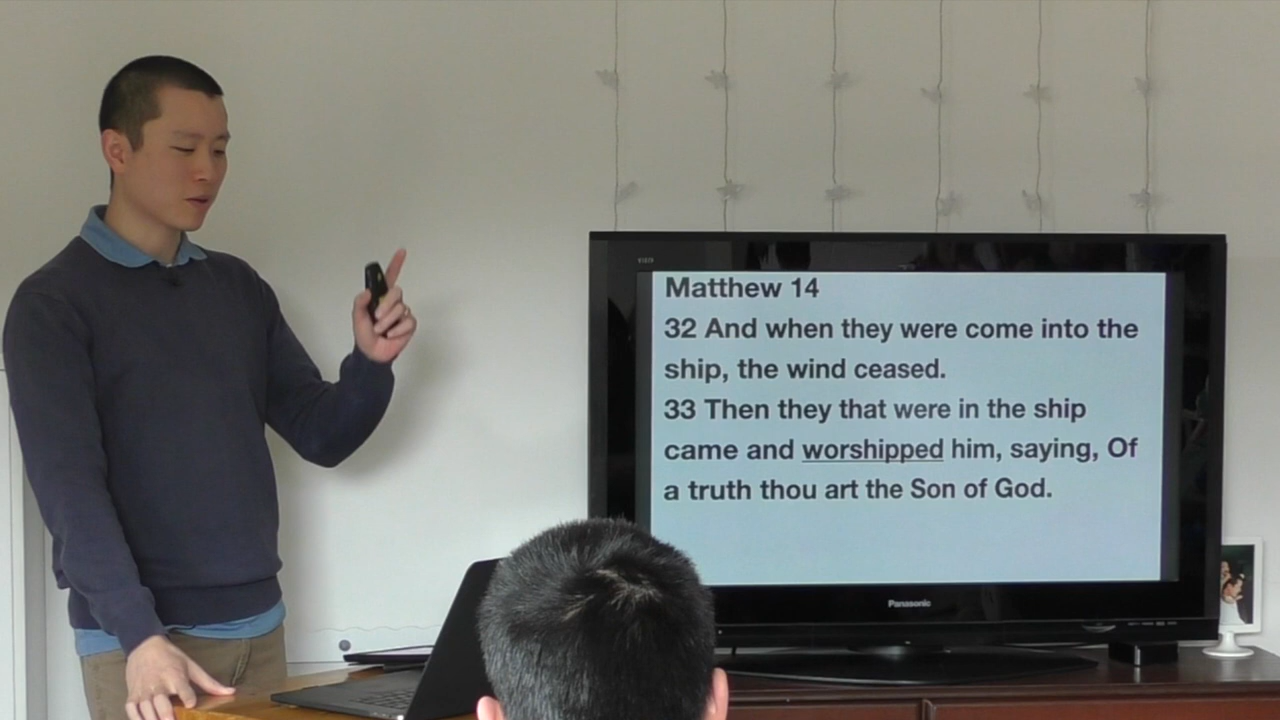 Matthew 14
32 And when they were come into the
ship, the wind ceased.
33 Then they that were in the ship
came and worshipped him, saying, Of
a truth thou art the Son of God.
Panasonic